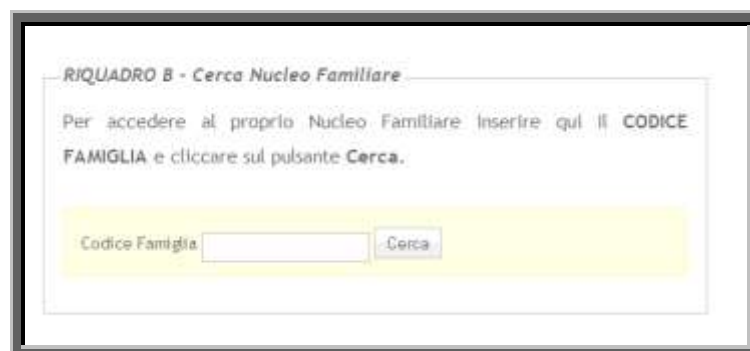 RIQUADRO B - Cerca Nucleo Familiare
Per accedere al proprio Nucleo Familiare inserire qui il CODICE
FAMIGLIA e cliccare sul pulsante Cerca.
Codice Famiglia Cerca